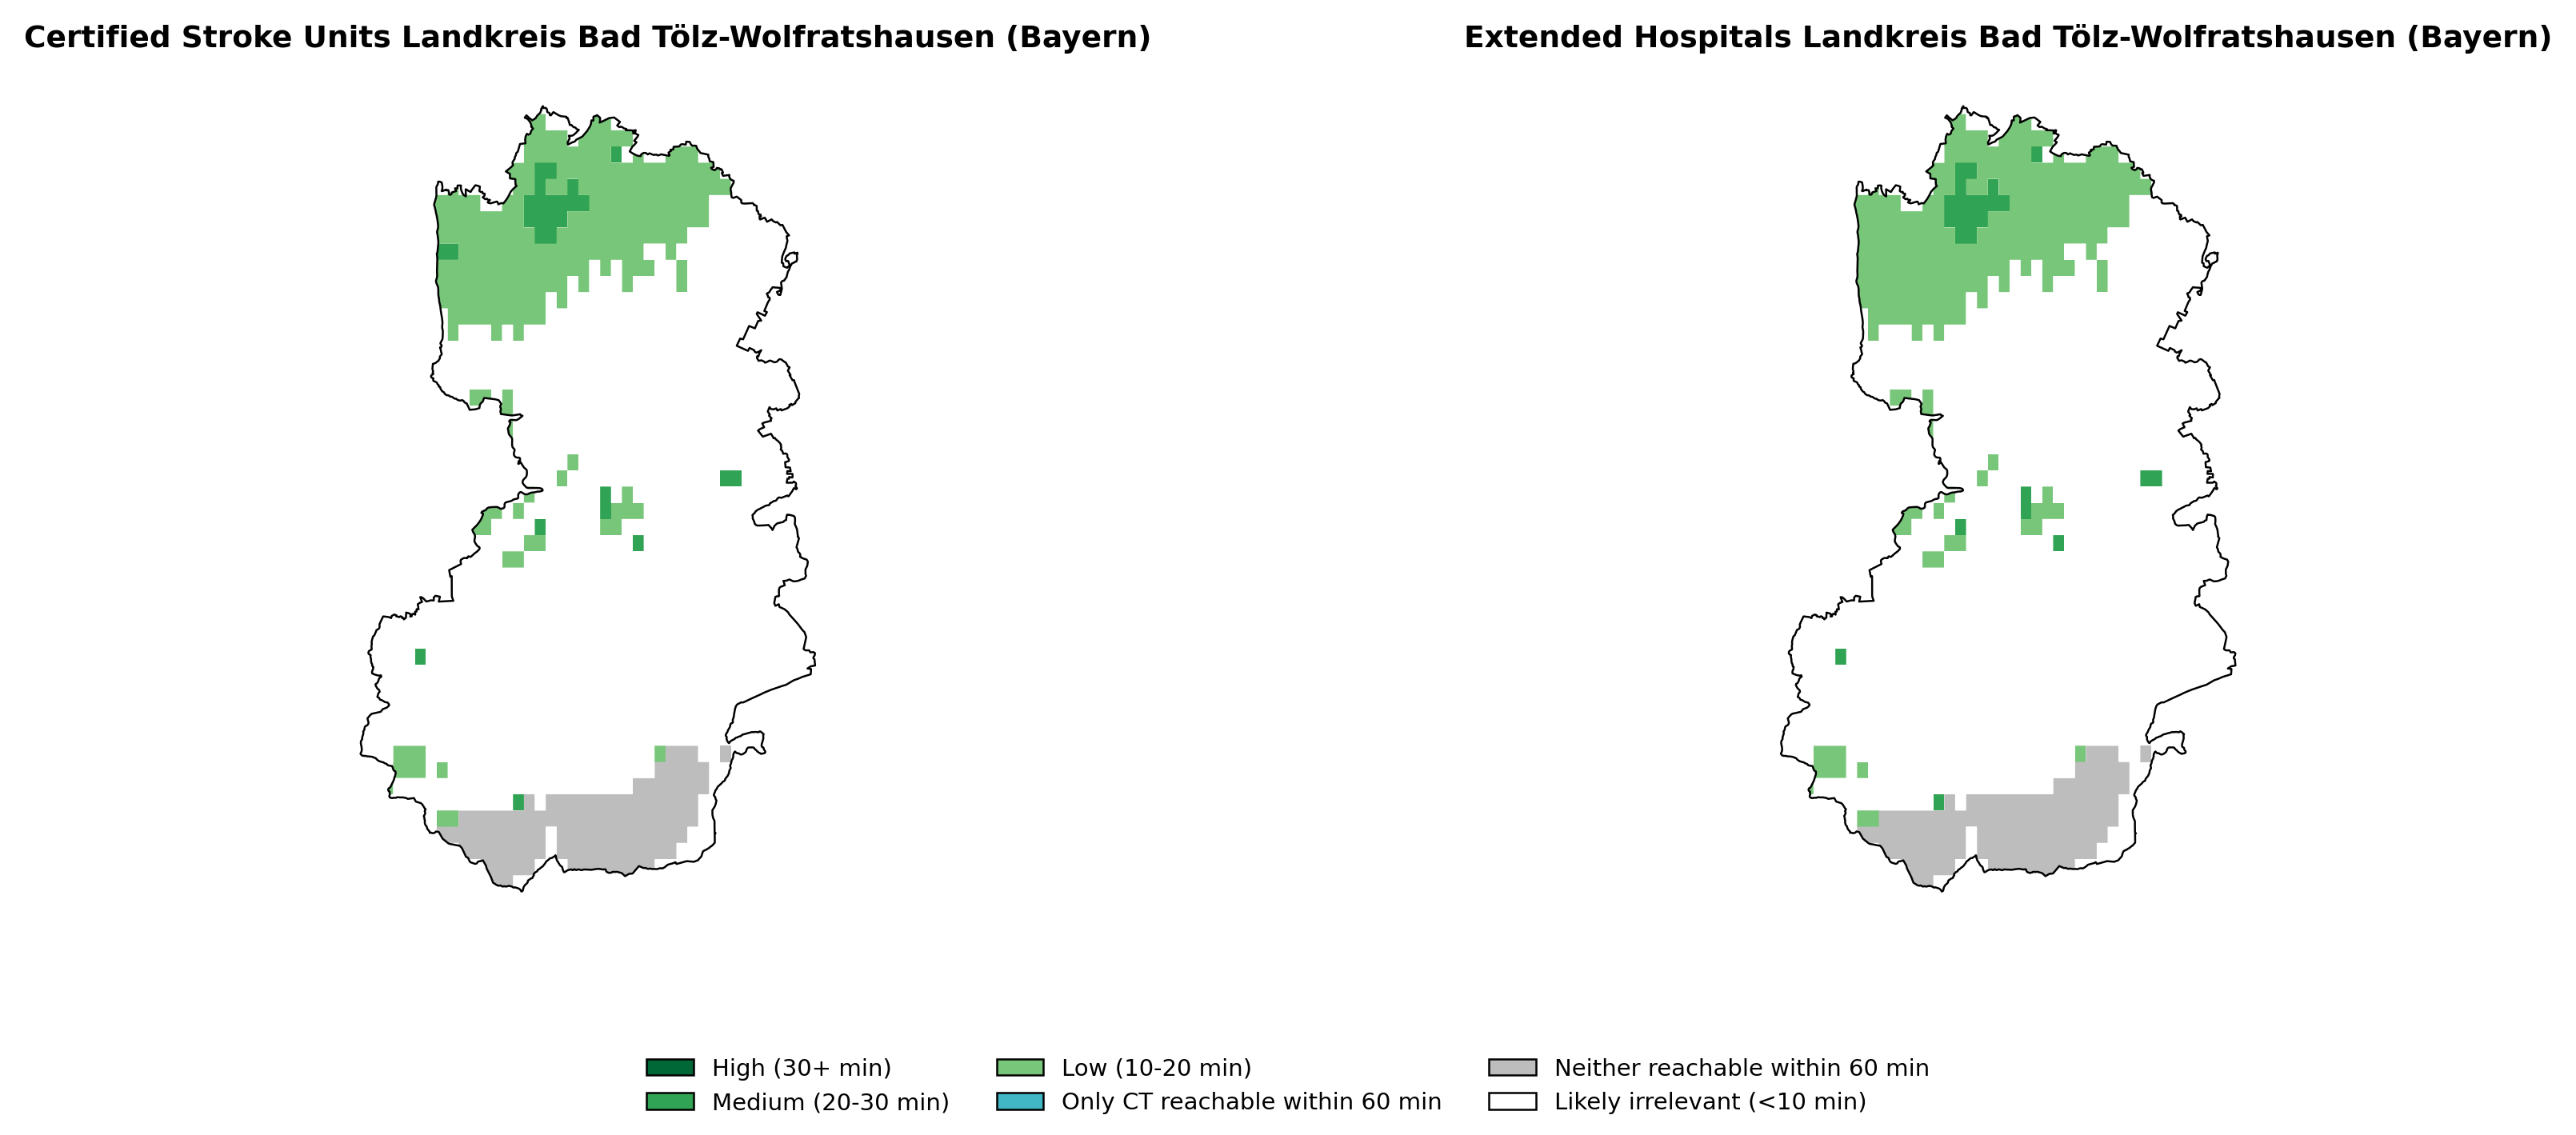 Certified Stroke Units Landkreis Bad Tölz-Wolfratshausen (Bayern)
Extended Hospitals Landkreis Bad Tölz-Wolfratshausen (Bayern)
High (30+ min)
Medium (20-30 min)
Low (10-20 min)
Only CT reachable within 60 min
Neither reachable within 60 min
Likely irrelevant (<10 min)